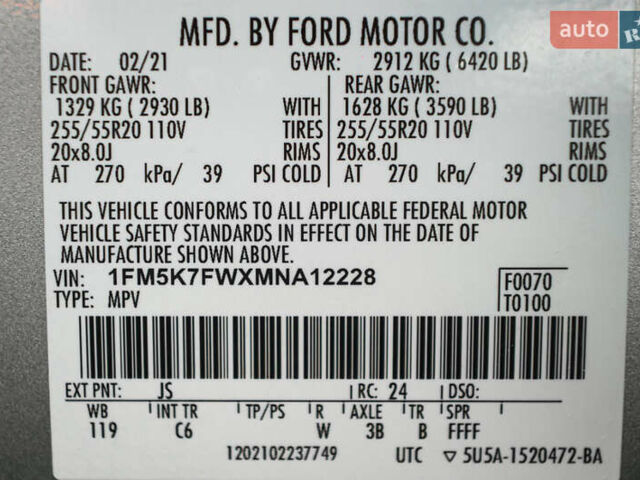 auto
R
MFD. BY FORD MOTOR CO.
DATE: 02/21 GVWR: 2912 KG ( 6420 LB)
FRONT GAWR: REAR GAWR:
1329 KG ( 2930 LB) WITH 1628 KG ( 3590 LB) WITH
255/55R20 110V TIRES 255/55R20 110V TIRES
20x8.0J RIMS 20x8.0J RIMS
AT 270 kPa/ 39 PSI COLD AT 270 kPa/ 39 PSI COLD
THIS VEHICLE CONFORMS TO ALL APPLICABLE FEDERAL MOTOR
VEHICLE SAFETY STANDARDS IN EFFECT ON THE DATE OF
MANUFACTURE SHOWN ABOVE.
VIN: 1FM5K7FWXMNA12228 F0070
TYPE: MPV T0100
EXT PNT: JS RC: 24 DSO:
WB INT TR TP/PS R AXLE TR SPR
119 C6 W 3B B FFFF
1202102237749 UTC ▽ 5U5A-1520472-BA